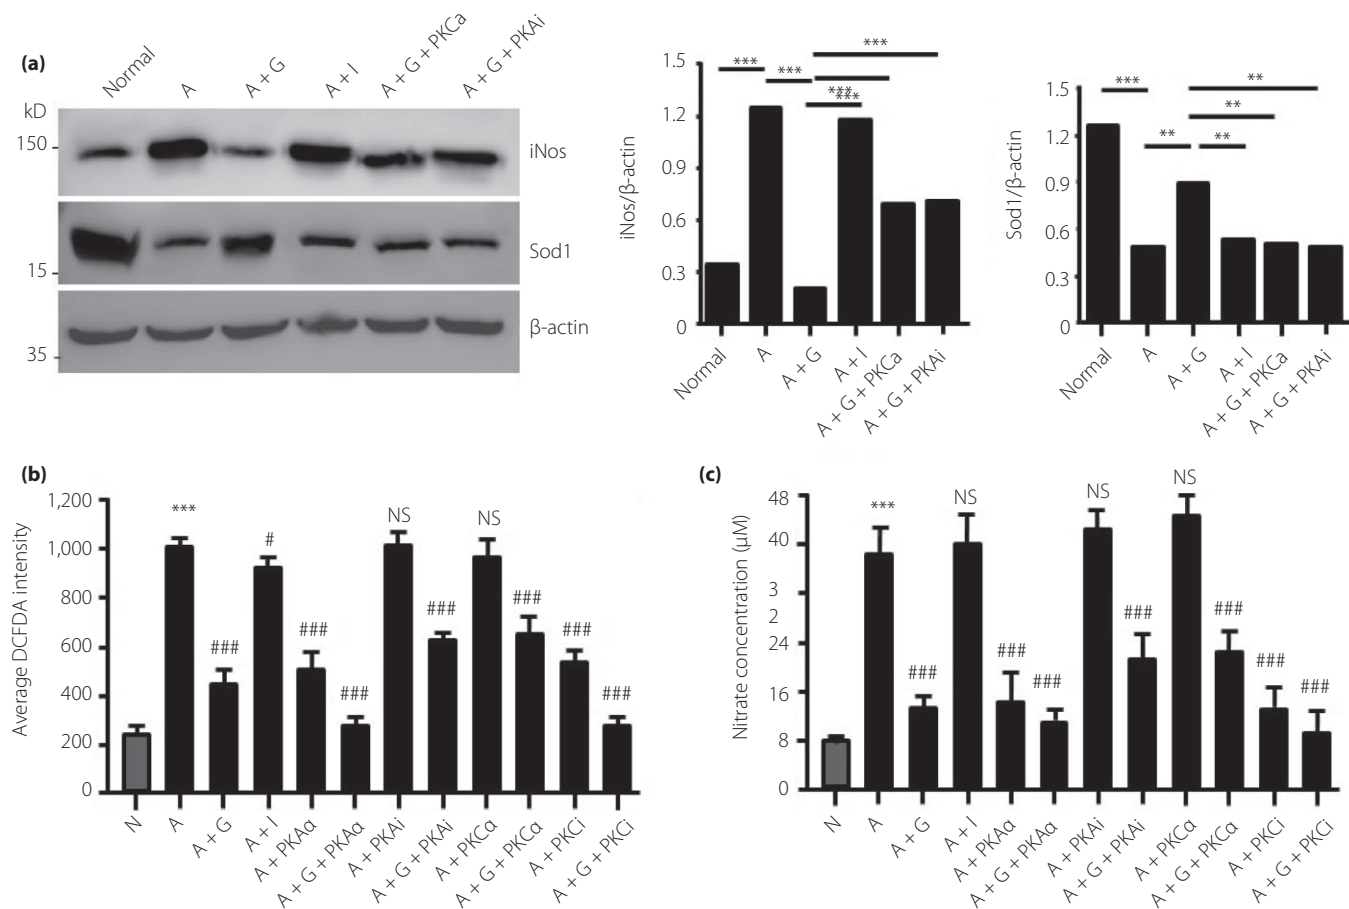 (a)
Normal
A
A + G
A + I
A + G + PKCa
A + G + PKAi
kD
150
iNos
Sod1
15
β-actin
35
iNos/β-actin
1.5
1.2
0.9
0.6
0.3
0
***
***
***
***
***
Normal
A
A + G
A + I
A + G + PKCa
A + G + PKAi
Sod1/β-actin
1.5
1.2
0.9
0.6
0.3
0
***
**
**
**
**
Normal
A
A + G
A + I
A + G + PKCa
A + G + PKAi
(b)
Average DCFDA intensity
1,200
1,000
800
600
400
200
0
***
###
#
###
###
NS
###
NS
###
###
###
N
A
A + G
A + I
A + PKAα
A + G + PKAα
A + PKAi
A + G + PKAi
A + PKCα
A + G + PKCα
A + PKCi
A + G + PKCi
(c)
Nitrate concentration (μM)
48
40
3
2
24
16
8
0
***
###
NS
###
###
NS
###
NS
###
###
###
N
A
A + G
A + I
A + PKAα
A + G + PKAα
A + PKAi
A + G + PKAi
A + PKCα
A + G + PKCα
A + PKCi
A + G + PKCi